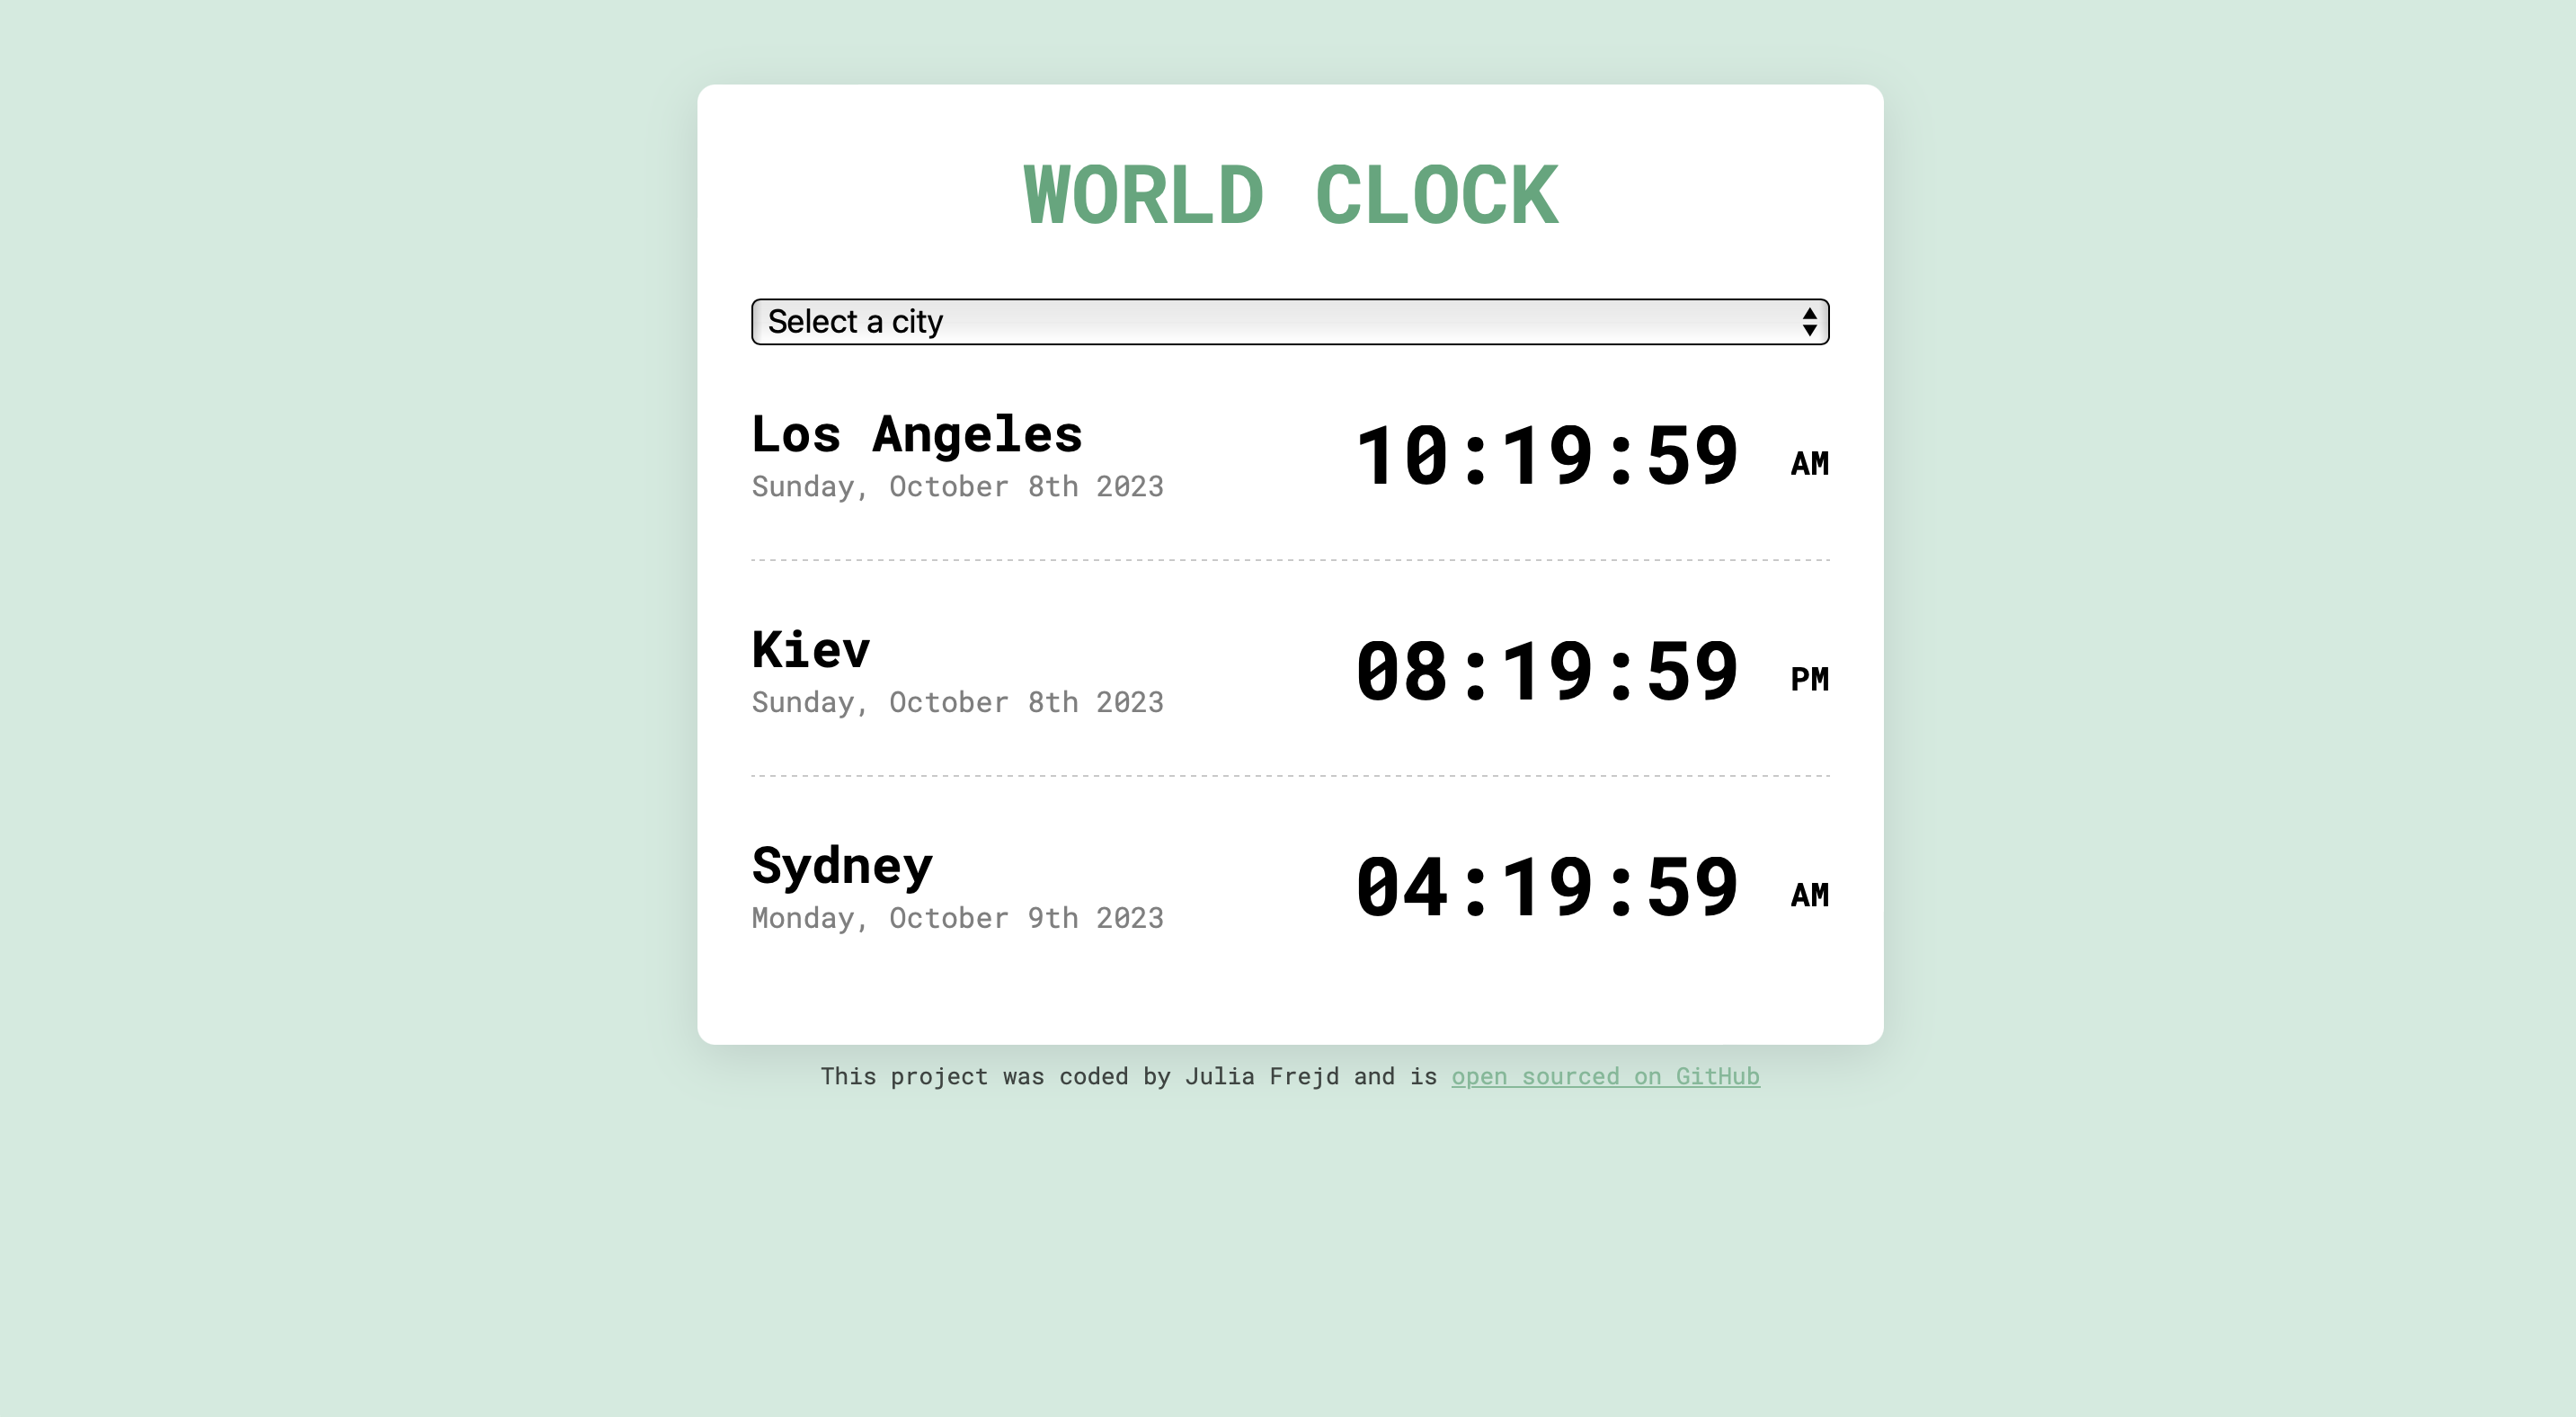 WORLD CLOCK
Select a city
Los Angeles
Sunday, October 8th 2023
10:19:59 AM
Kiev
Sunday, October 8th 2023
08:19:59 PM
Sydney
Monday, October 9th 2023
04:19:59 AM
This project was coded by Julia Frejd and is open sourced on GitHub